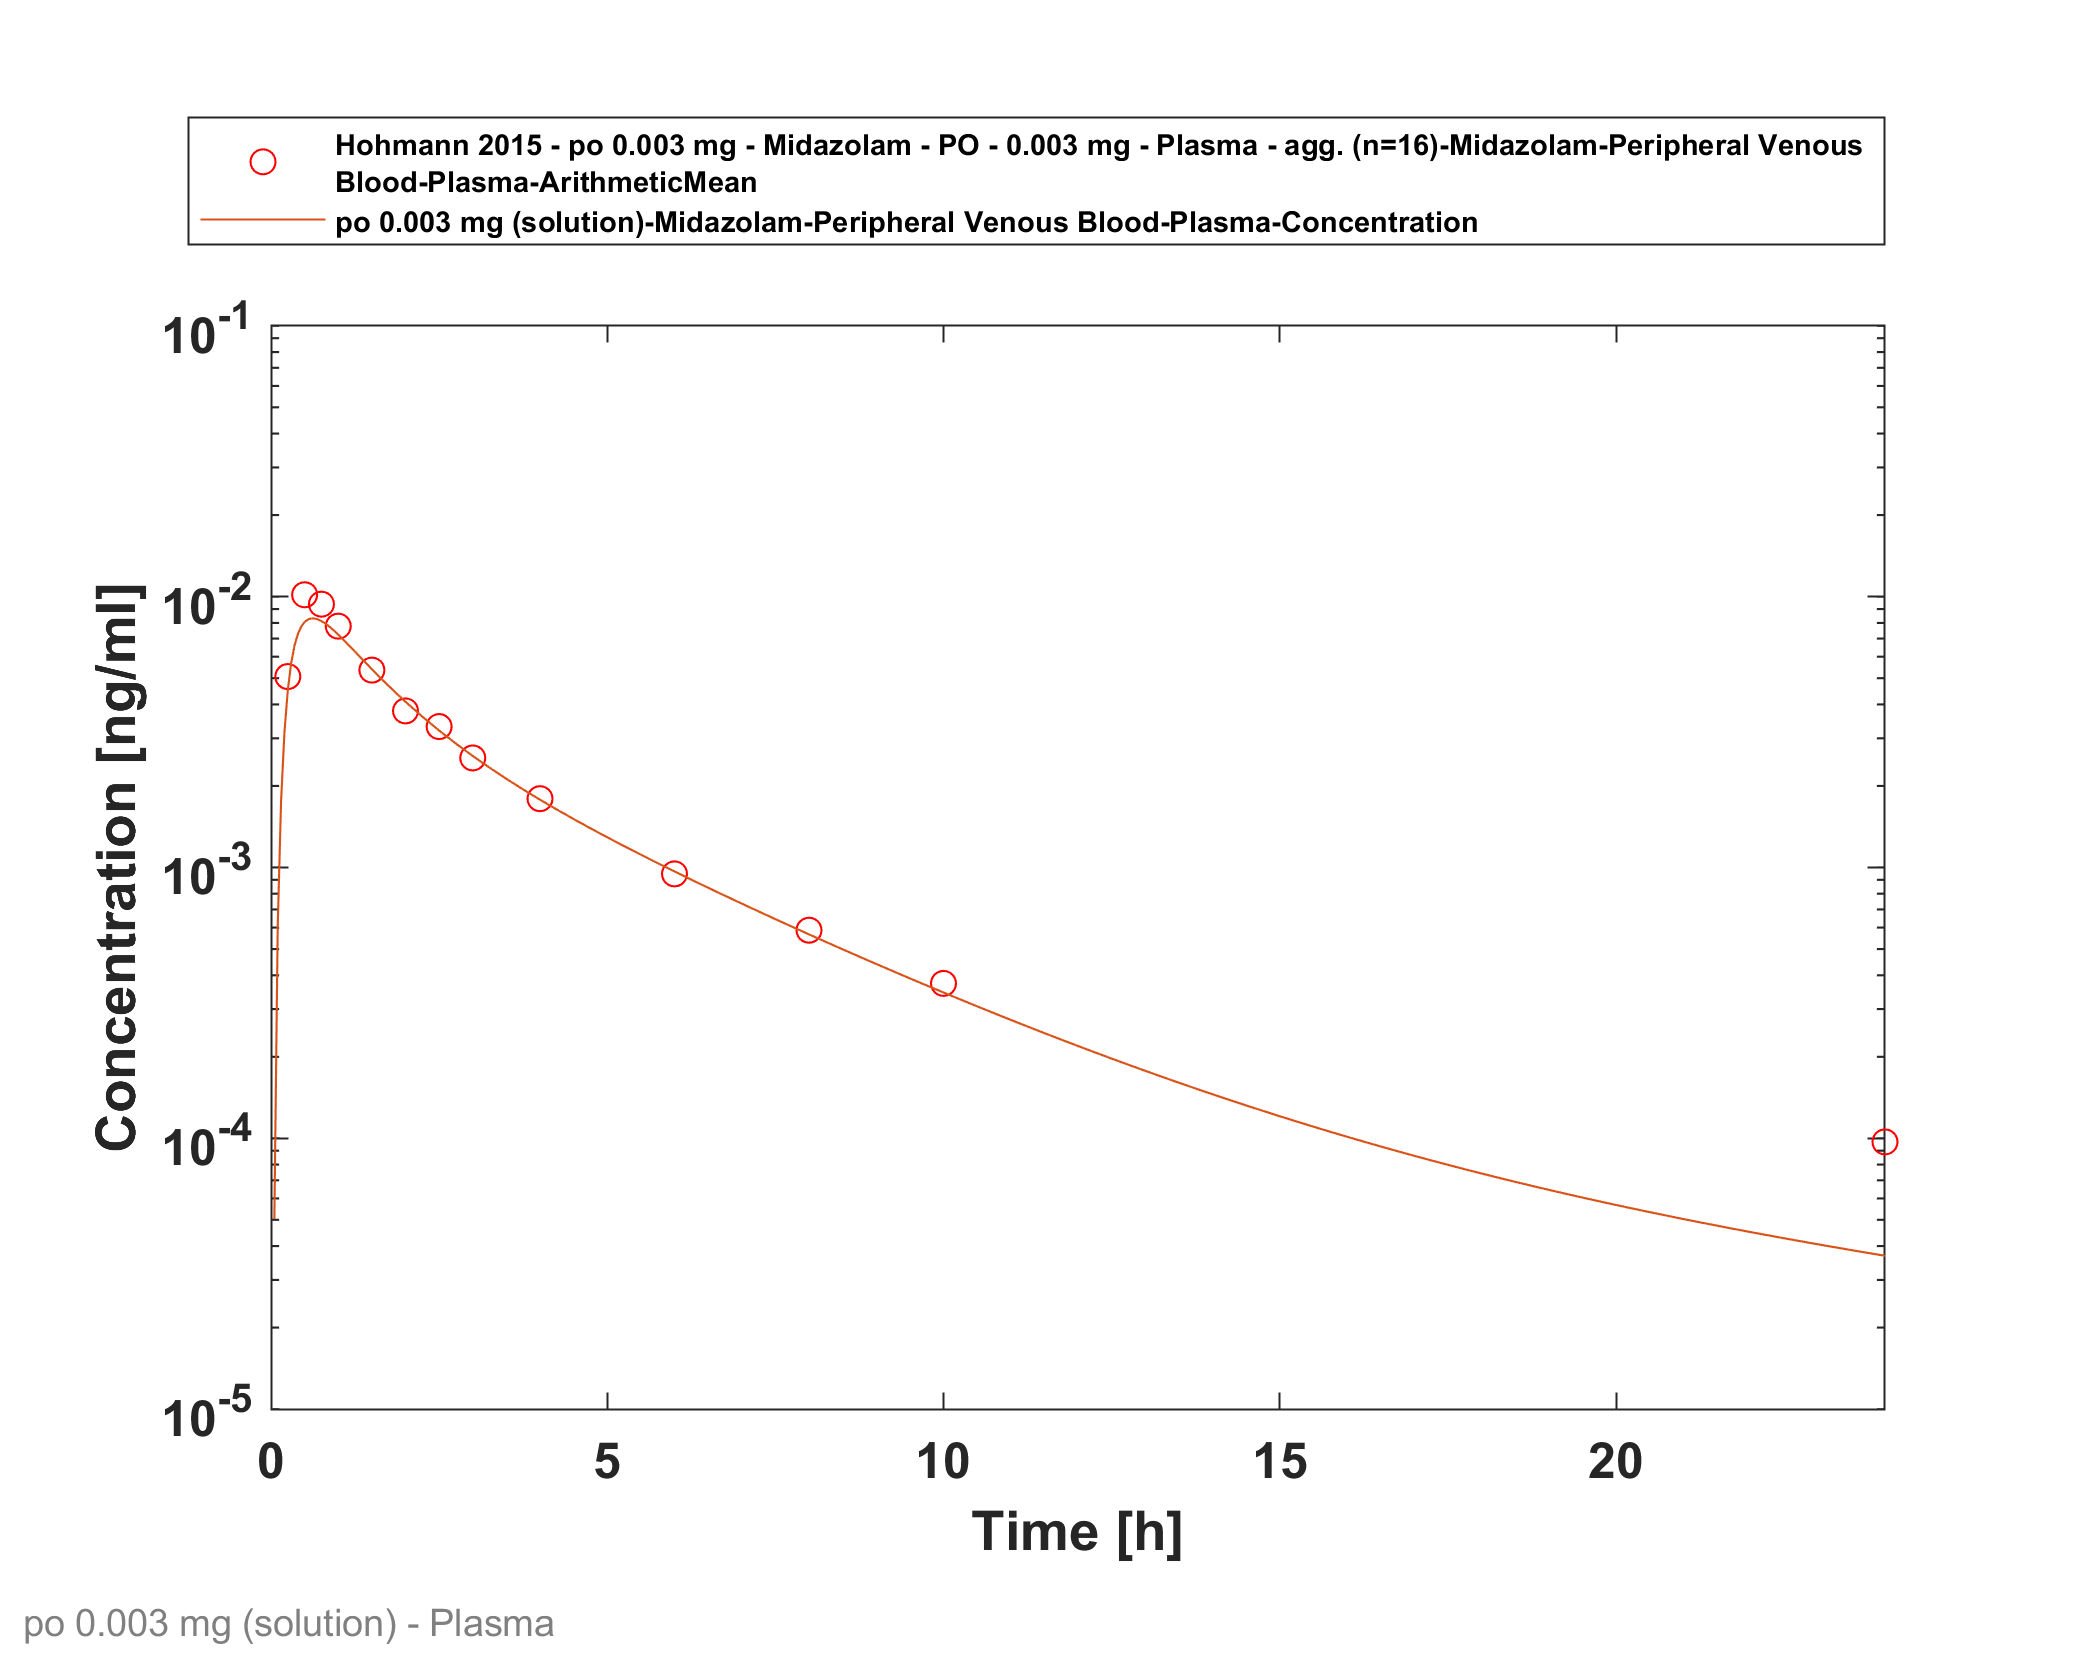 Hohmann 2015 - po 0.003 mg - Midazolam - PO - 0.003 mg - Plasma - agg. (n=16)-Midazolam-Peripheral Venous
Blood-Plasma-ArithmeticMean
po 0.003 mg (solution)-Midazolam-Peripheral Venous Blood-Plasma-Concentration
10^-1
10^-2
10^-3
10^-4
10^-5
Concentration [ng/ml]
0 5 10 15 20
Time [h]
po 0.003 mg (solution) - Plasma